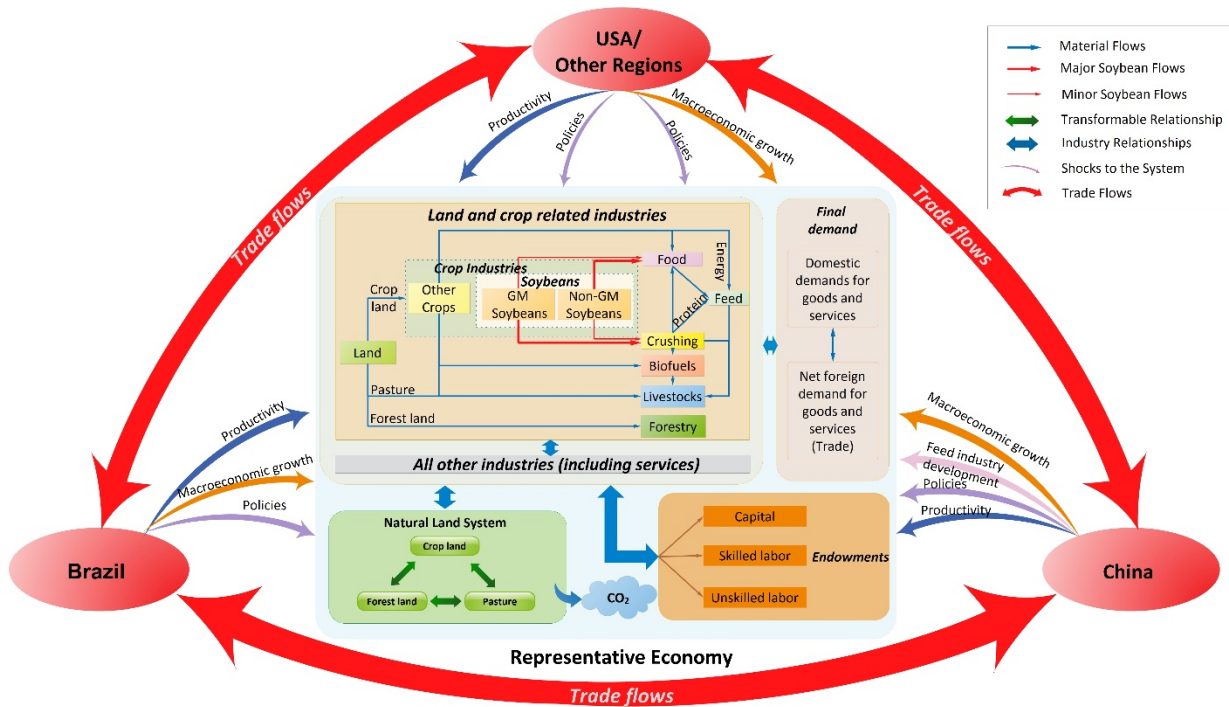 USA/
Other Regions
Material Flows
Major Soybean Flows
Minor Soybean Flows
Transformable Relationship
Industry Relationships
Shocks to the System
Trade Flows
Productivity
Policies
Policies
Macroeconomic growth
Trade flows
Trade flows
Land and crop related industries
Crop Industries
Soybeans
Crop
land
Other
Crops
GM
Soybeans
Non-GM
Soybeans
Food
Energy
Feed
Protein
Crushing
Land
Biofuels
Pasture
Livestocks
Forest land
Forestry
All other industries (including services)
Final
demand
Domestic
demands for
goods and
services
Net foreign
demand for
goods and
services
(Trade)
Productivity
Macroeconomic growth
Policies
Macroeconomic growth
Feed industry
development
Policies
Productivity
Brazil
China
Natural Land System
Crop land
Forest land
Pasture
CO2
Capital
Skilled labor
Unskilled labor
Endowments
Representative Economy
Trade flows